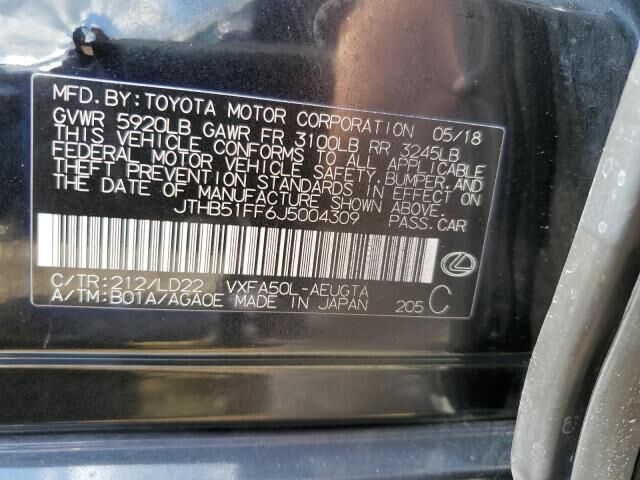 MFD. BY: TOYOTA MOTOR CORPORATION 05/18
GVWR 5920LB GAWR FR 3100LB RR 3245LB
THIS VEHICLE CONFORMS TO ALL APPLICABLE
FEDERAL MOTOR VEHICLE SAFETY, BUMPER, AND
THEFT PREVENTION STANDARDS IN EFFECT ON
THE DATE OF MANUFACTURE SHOWN ABOVE.
JTHB51FF6J5004309 PASS. CAR
C/TR: 212/LD22 VXFA50L-AEUGTA
A/TM: B01A/AGA0E MADE IN JAPAN 205 C